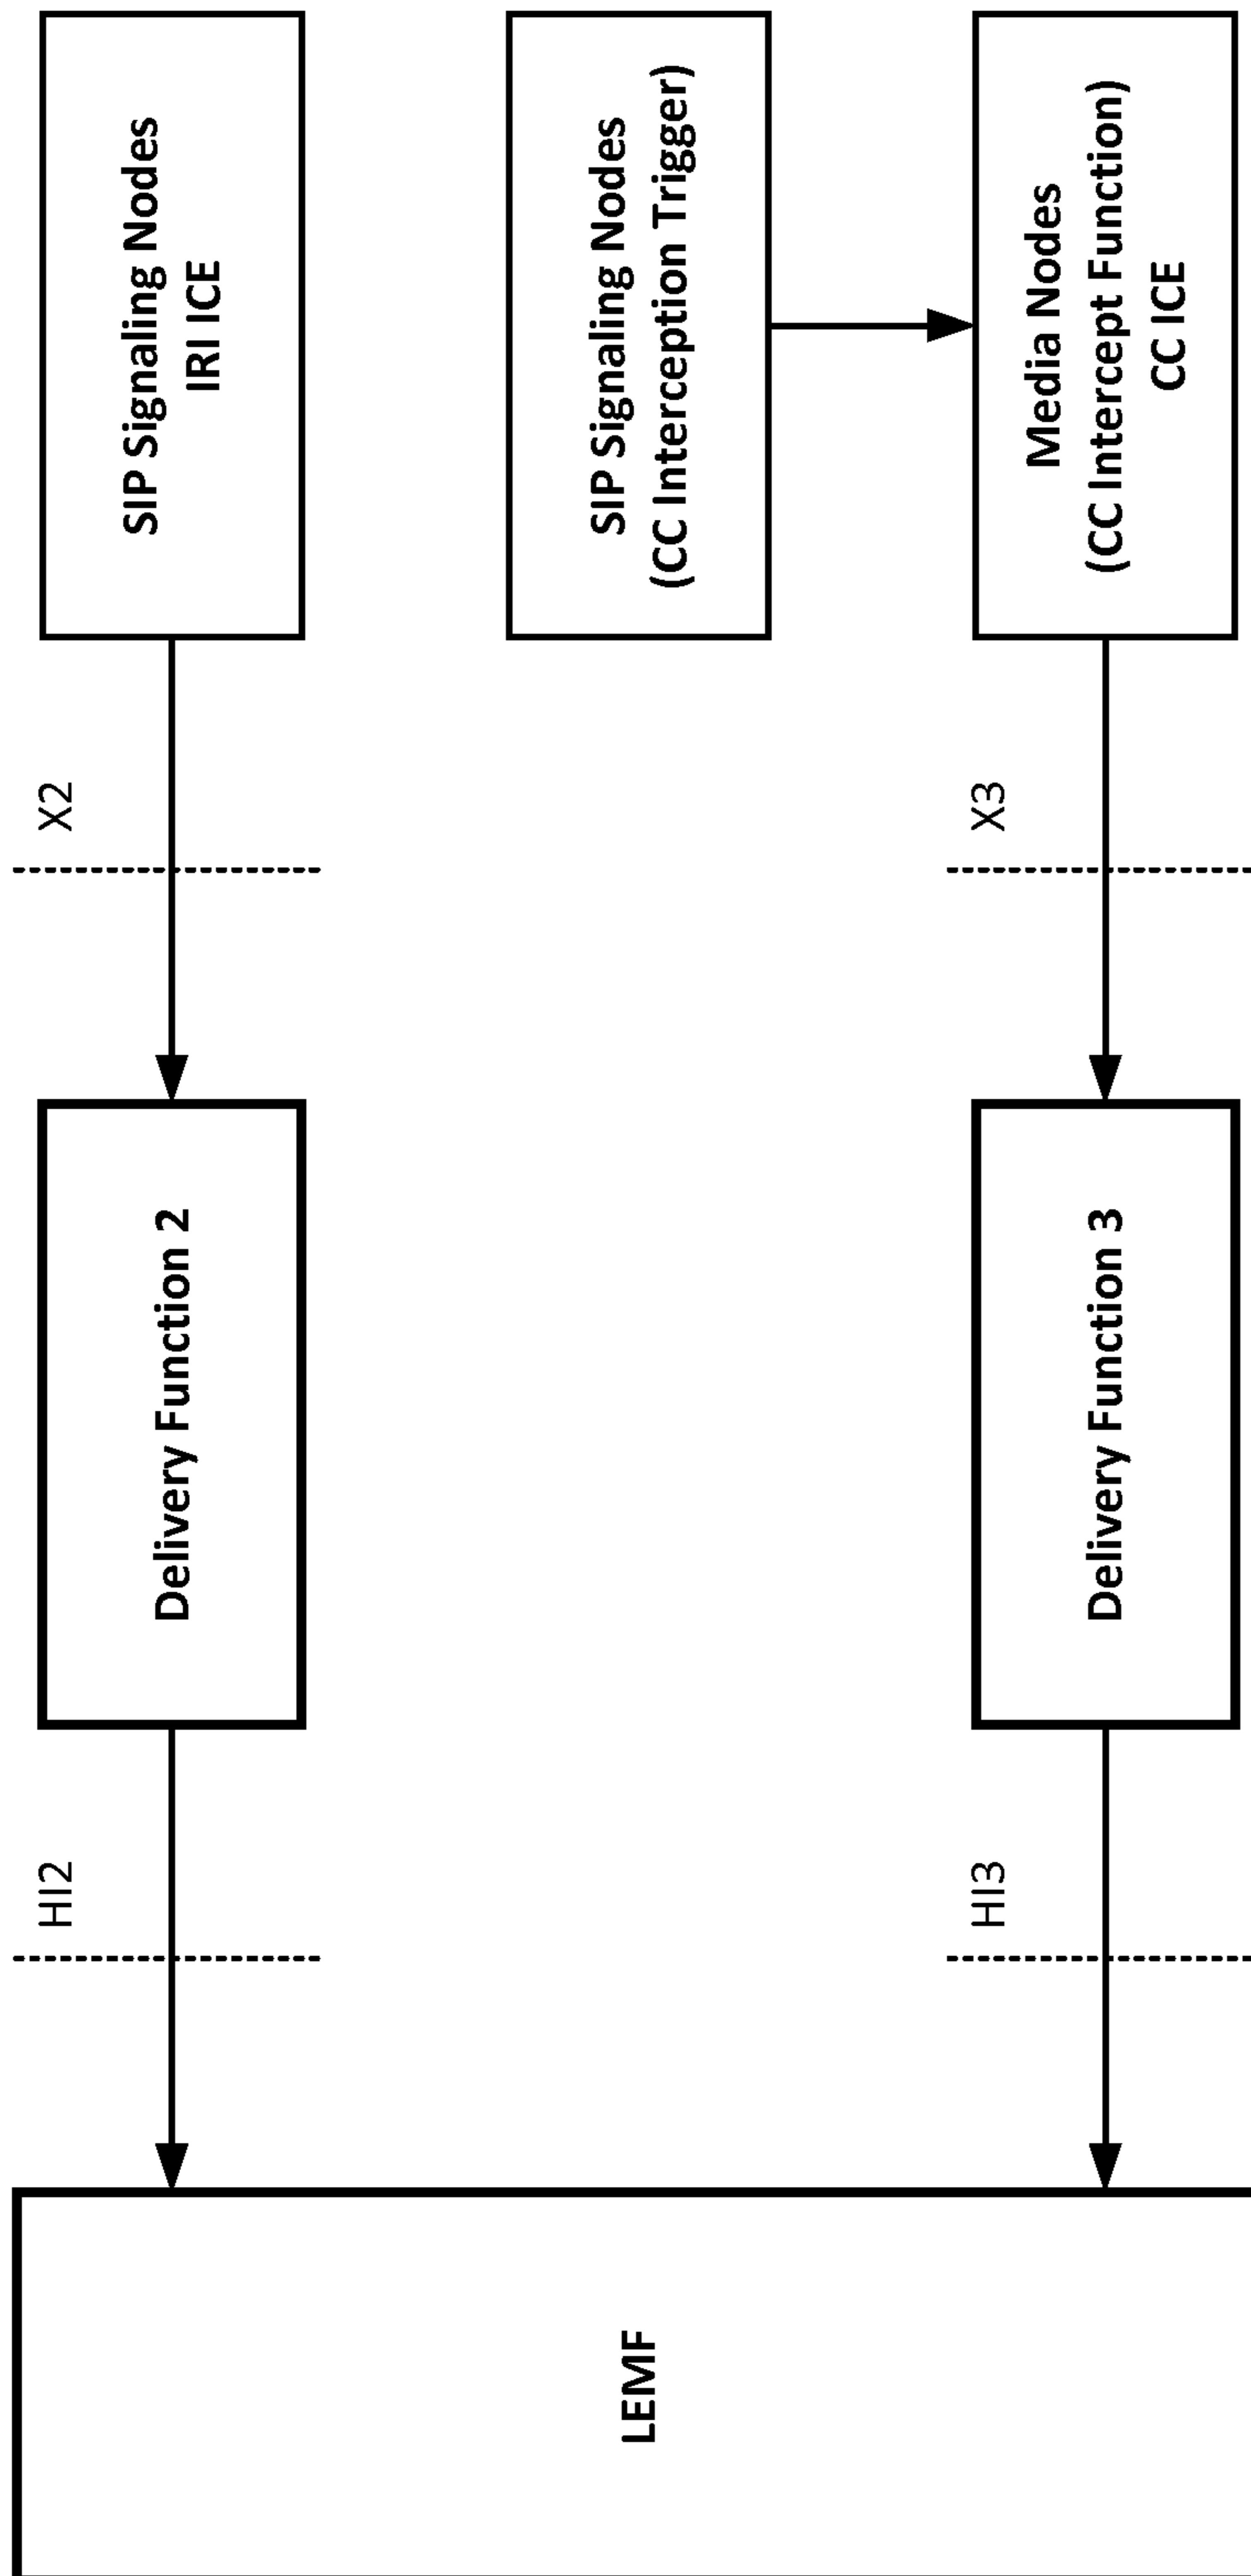 SIP Signaling Nodes
IRI ICE
X2
Delivery Function 2
HI2
SIP Signaling Nodes
(CC Interception Trigger)
Media Nodes
(CC Intercept Function)
CC ICE
X3
Delivery Function 3
HI3
LEMF